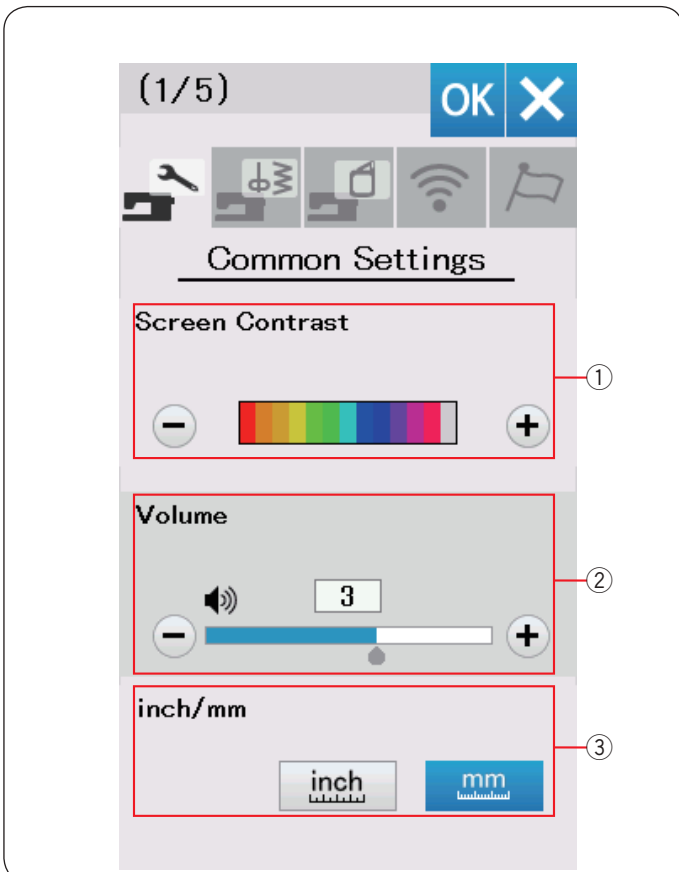 (1/5)
OK
Common Settings
Screen Contrast
①
Volume
3
②
inch/mm
③
inch
mm